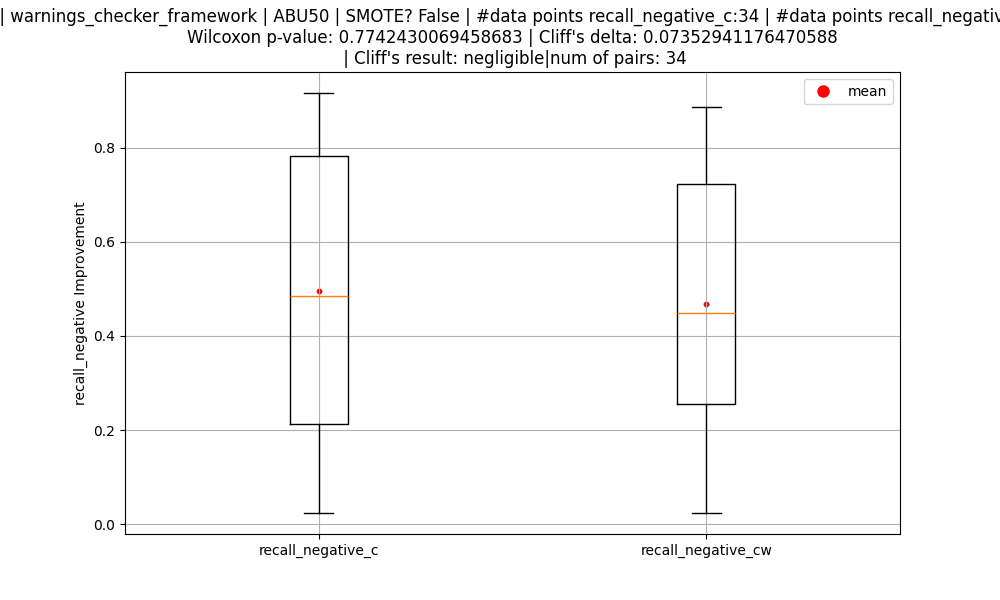 | warnings_checker_framework | ABU50 | SMOTE? False | #data points recall_negative_c:34 | #data points
Wilcoxon p-value: 0.7742430069458683 | Cliff's delta: 0.07352941176470588
| Cliff's result: negligible|num of pairs: 34
mean
0.8
0.6
0.4
0.2
0.0
recall_negative Improvement
recall_negative_c
recall_negative_cw